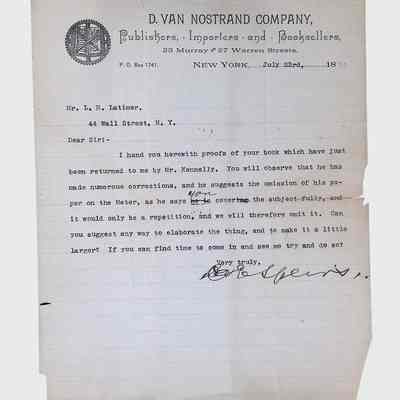 D. VAN NOSTRAND COMPANY,
Publishers, · Importers · and · Booksellers,
23 Murray & 27 Warren Streets.
P. O. Box 1741.
NEW YORK, July 23rd, 18
Mr. L. H. Latimer,
44 Wall Street, N. Y.
Dear Sir:-
I hand you herewith proofs of your book which have just
been returned to me by Mr. Kennelly. You will observe that he has
made numerous corrections, and he suggests the omission of his pa-
you
per on the Meter, as he says covering the subject fully, and
it would only be a repetition, and we will therefore omit it. Can
you suggest any way to elaborate the thing, and to make it a little
larger? If you can find time to come in and see me try and do so?
Very truly,